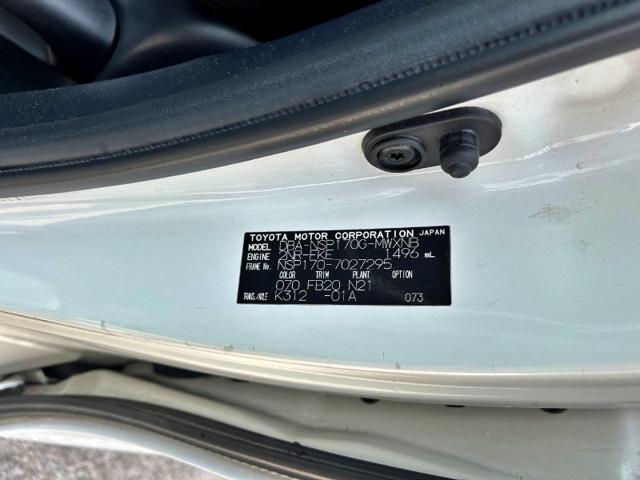 TOYOTA MOTOR CORPORATION JAPAN
MODEL DBA-NSP170G-MWXNB
ENGINE 2NR-FKE 1496 mL
FRAME No. NSP170-7027295
COLOR TRIM PLANT OPTION
070 FB20 N21
TRANS/AXLE K312 -01A 073